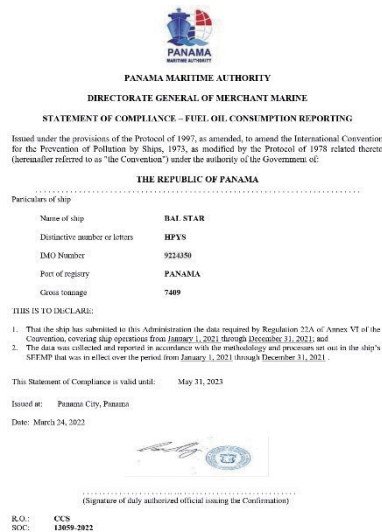 PANAMA
MARITIME AUTHORITY
PANAMA MARITIME AUTHORITY
DIRECTORATE GENERAL OF MERCHANT MARINE
STATEMENT OF COMPLIANCE – FUEL OIL CONSUMPTION REPORTING
Issued under the provisions of the Protocol of 1997, as amended, to amend the International Convention
for the Prevention of Pollution by Ships, 1973, as modified by the Protocol of 1978 related thereto
(hereinafter referred to as "the Convention") under the authority of the Government of:
THE REPUBLIC OF PANAMA
Particulars of ship
Name of ship BAL STAR
Distinctive number or letters HPYS
IMO Number 9224350
Port of registry PANAMA
Gross tonnage 7409
THIS IS TO DECLARE:
1. That the ship has submitted to this Administration the data required by Regulation 22A of Annex VI of the
Convention, covering ship operations from January 1, 2021 through December 31, 2021; and
2. The data was collected and reported in accordance with the methodology and processes set out in the ship's
SEEMP that was in effect over the period from January 1, 2021 through December 31, 2021 .
This Statement of Compliance is valid until: May 31, 2023
Issued at: Panama City, Panama
Date: March 24, 2022
(Signature of duly authorized official issuing the Confirmation)
R.O.: CCS
SOC: 13059-2022